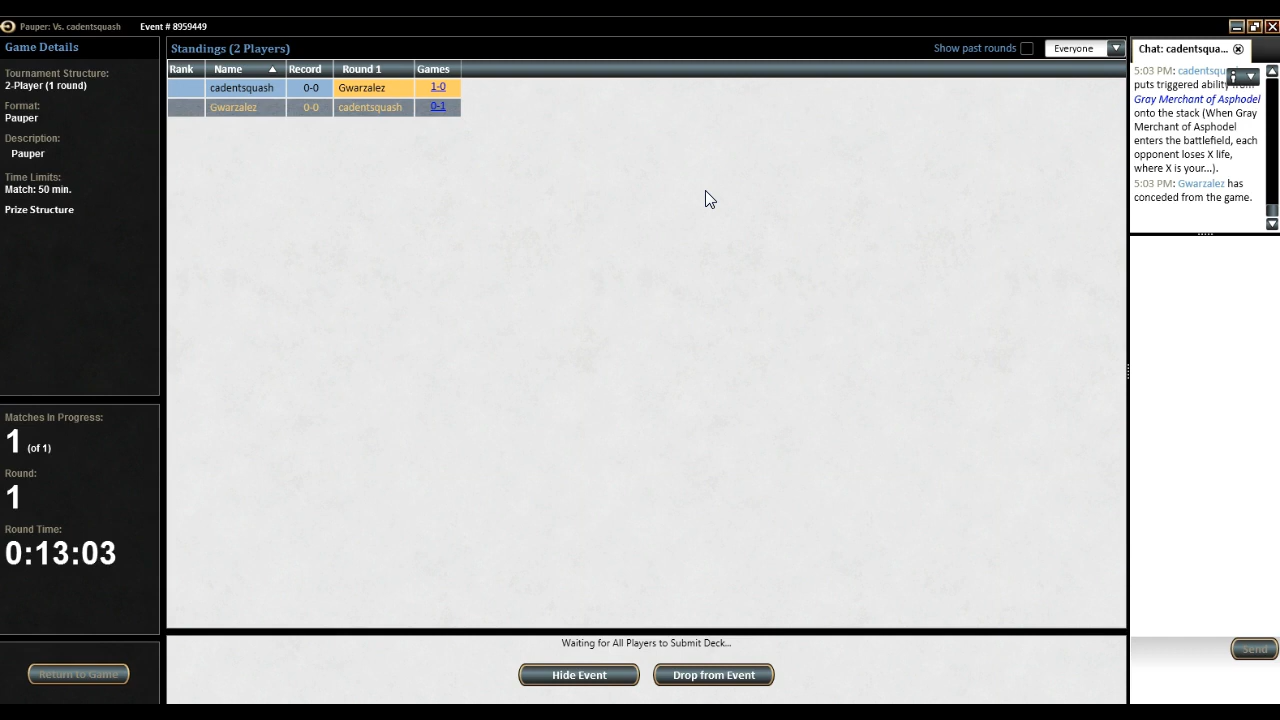 Pauper: Vs. cadentsquash Event # 8959449
Game Details
Tournament Structure:
2-Player (1 round)
Format:
Pauper
Description:
Pauper
Time Limits:
Match: 50 min.
Prize Structure
Matches In Progress:
1 (of 1)
Round:
1
Round Time:
0:13:03
Return to Game
Standings (2 Players)
Show past rounds
Everyone
Rank Name Record Round 1 Games
cadentsquash 0-0 Gwarzalez 1-0
Gwarzalez 0-0 cadentsquash 0-1
Waiting for All Players to Submit Deck...
Hide Event Drop from Event
Chat: cadentsqua...
5:03 PM: cadentsqu
puts triggered ability from
Gray Merchant of Asphodel
onto the stack (When Gray
Merchant of Asphodel
enters the battlefield, each
opponent loses X life,
where X is your...).
5:03 PM: Gwarzalez has
conceded from the game.
Send